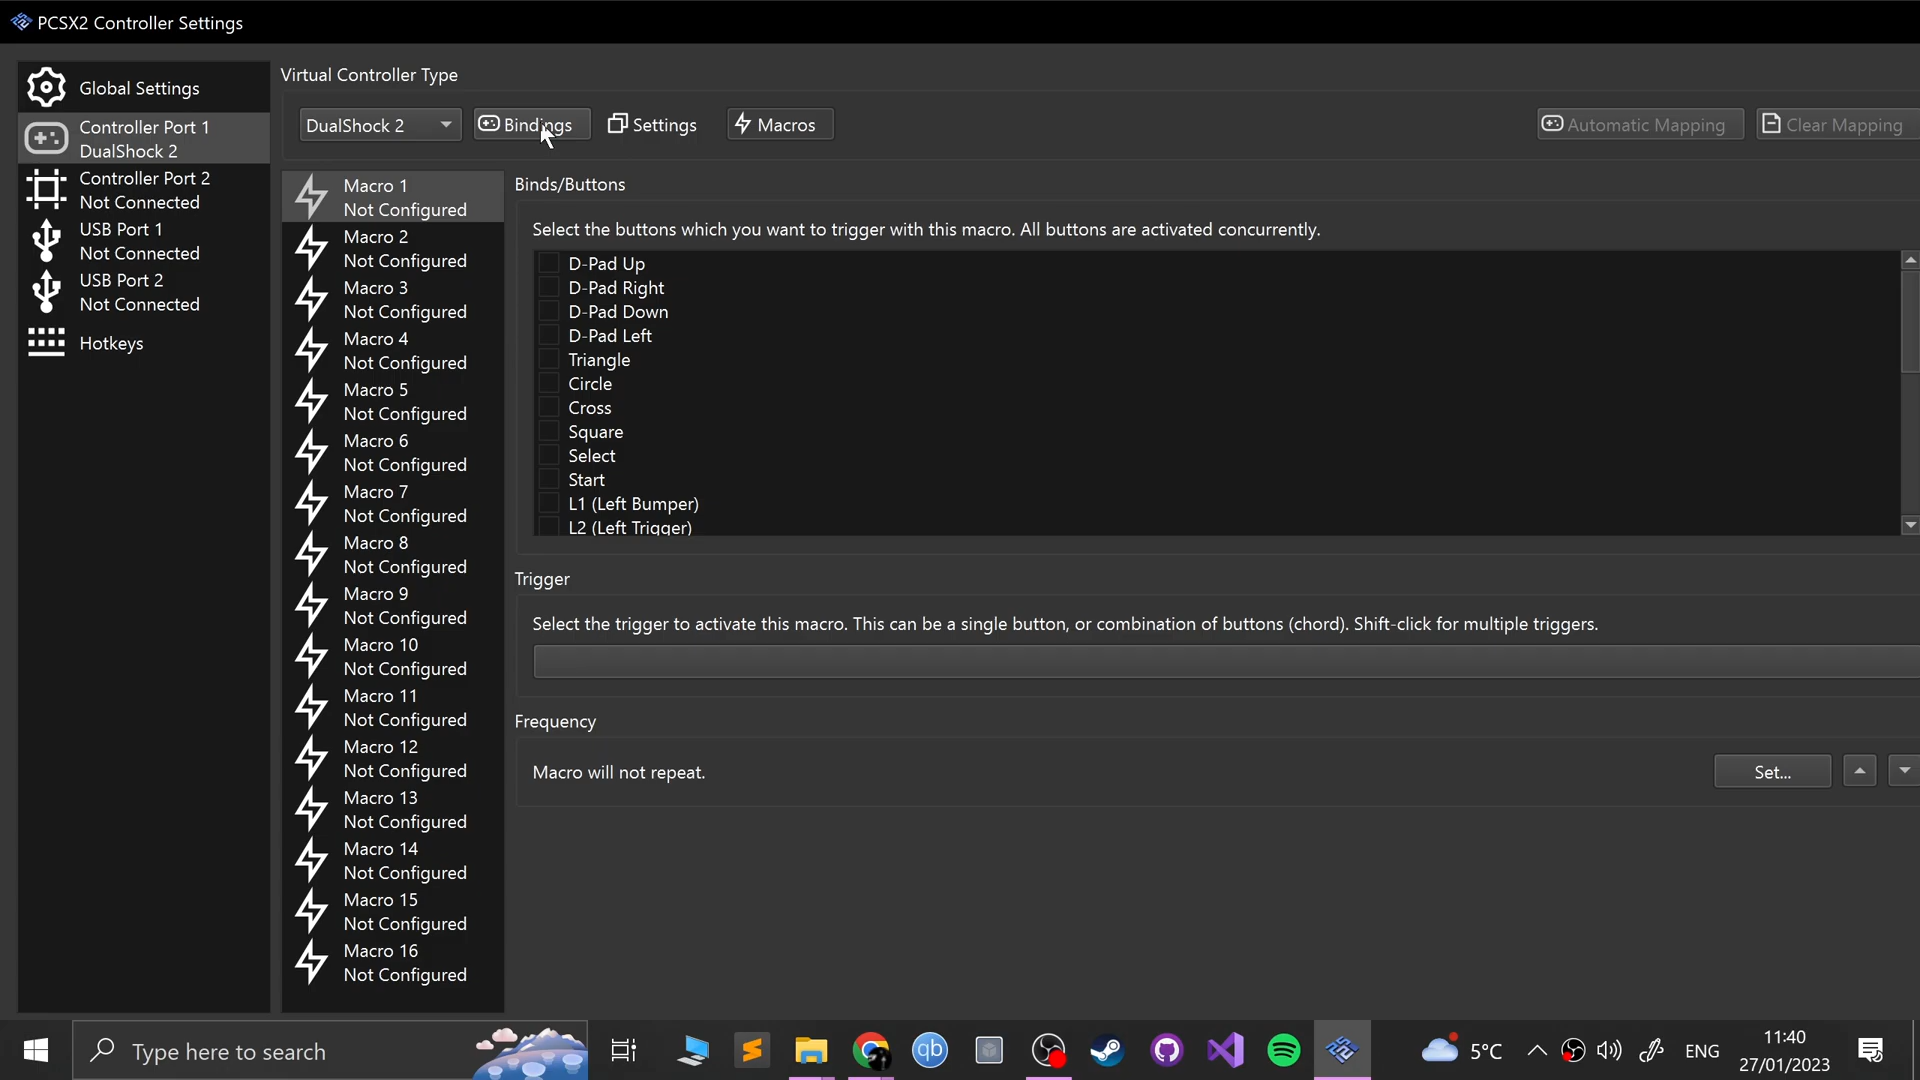 PCSX2 Controller Settings
Global Settings
Controller Port 1
DualShock 2
Controller Port 2
Not Connected
USB Port 1
Not Connected
USB Port 2
Not Connected
Hotkeys
Virtual Controller Type
DualShock 2
Bindings
Settings
Macros
Automatic Mapping
Clear Mapping
Macro 1
Not Configured
Macro 2
Not Configured
Macro 3
Not Configured
Macro 4
Not Configured
Macro 5
Not Configured
Macro 6
Not Configured
Macro 7
Not Configured
Macro 8
Not Configured
Macro 9
Not Configured
Macro 10
Not Configured
Macro 11
Not Configured
Macro 12
Not Configured
Macro 13
Not Configured
Macro 14
Not Configured
Macro 15
Not Configured
Macro 16
Not Configured
Binds/Buttons
Select the buttons which you want to trigger with this macro. All buttons are activated concurrently.
D-Pad Up
D-Pad Right
D-Pad Down
D-Pad Left
Triangle
Circle
Cross
Square
Select
Start
L1 (Left Bumper)
L2 (Left Trigger)
Trigger
Select the trigger to activate this macro. This can be a single button, or combination of buttons (chord). Shift-click for multiple triggers.
Frequency
Macro will not repeat.
Set...
Type here to search
qb
5°C
ENG
11:40
27/01/2023